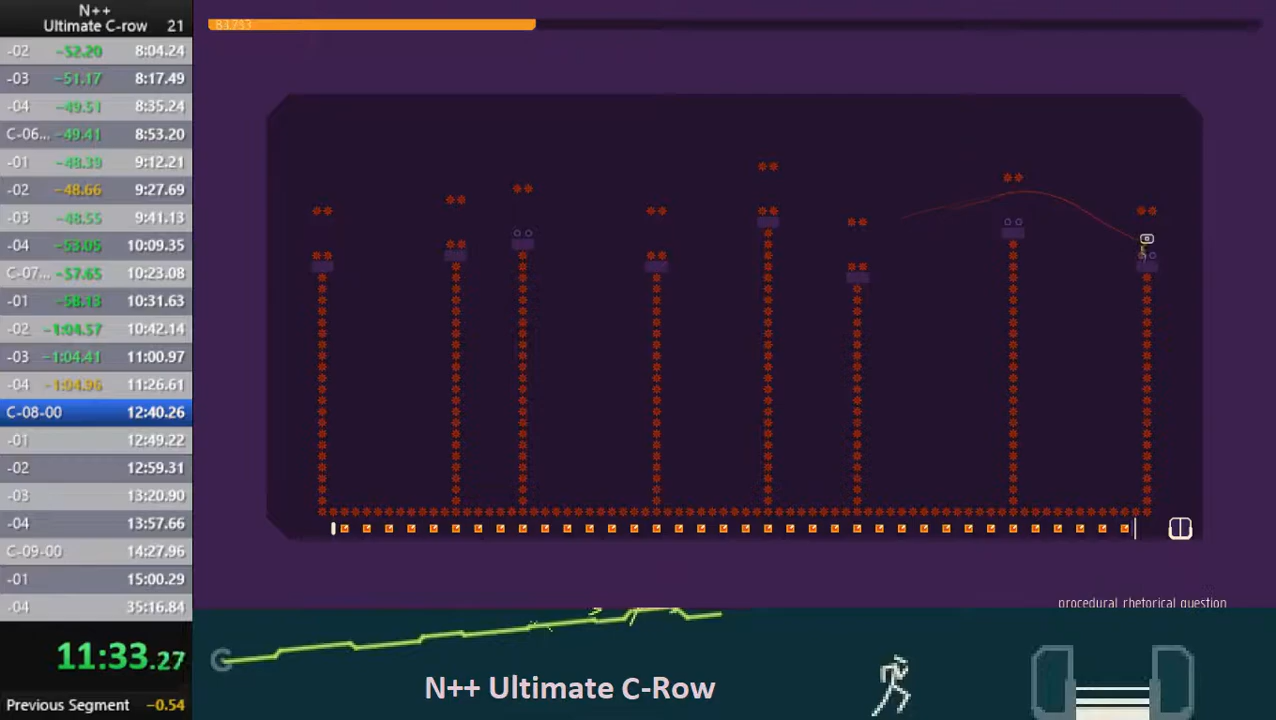 N++
Ultimate C-row 21
-02 -52.20 8:04.24
-03 -51.17 8:17.49
-04 -49.51 8:35.24
C-06... -49.41 8:53.20
-01 -48.39 9:12.21
-02 -48.66 9:27.69
-03 -48.55 9:41.13
-04 -53.05 10:09.35
C-07... -57.65 10:23.08
-01 -58.13 10:31.63
-02 -1:04.57 10:42.14
-03 -1:04.41 11:00.97
-04 -1:04.96 11:26.61
C-08-00 12:40.26
-01 12:49.22
-02 12:59.31
-03 13:20.90
-04 13:57.66
C-09-00 14:27.96
-01 15:00.29
-04 35:16.84
11:33.27
Previous Segment -0.54
procedural rhetorical question
N++ Ultimate C-Row